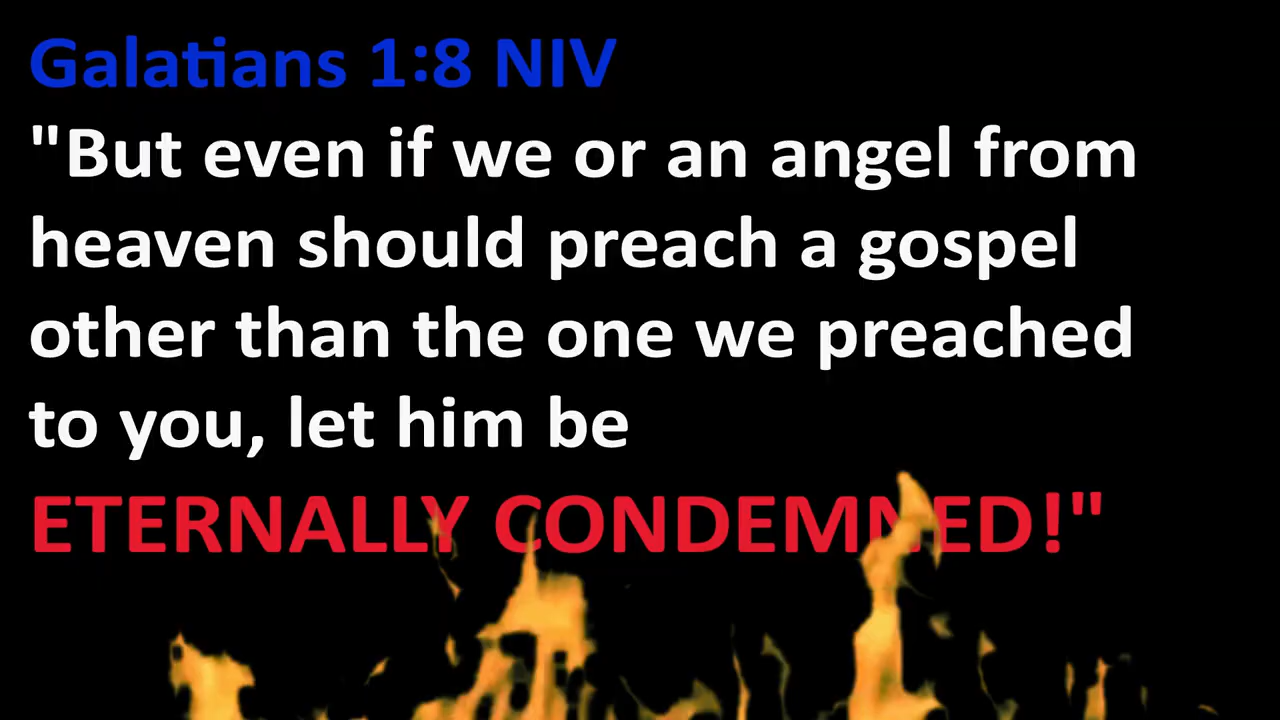 Galatians 1:8 NIV
"But even if we or an angel from
heaven should preach a gospel
other than the one we preached
to you, let him be
ETERNALLY CONDEMNED!"